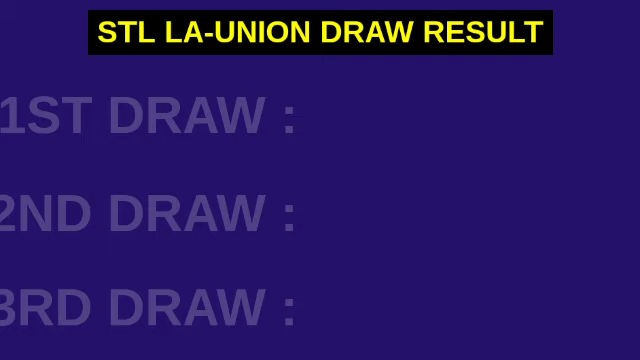 STL LA-UNION DRAW RESULT
1ST DRAW :
2ND DRAW :
3RD DRAW :